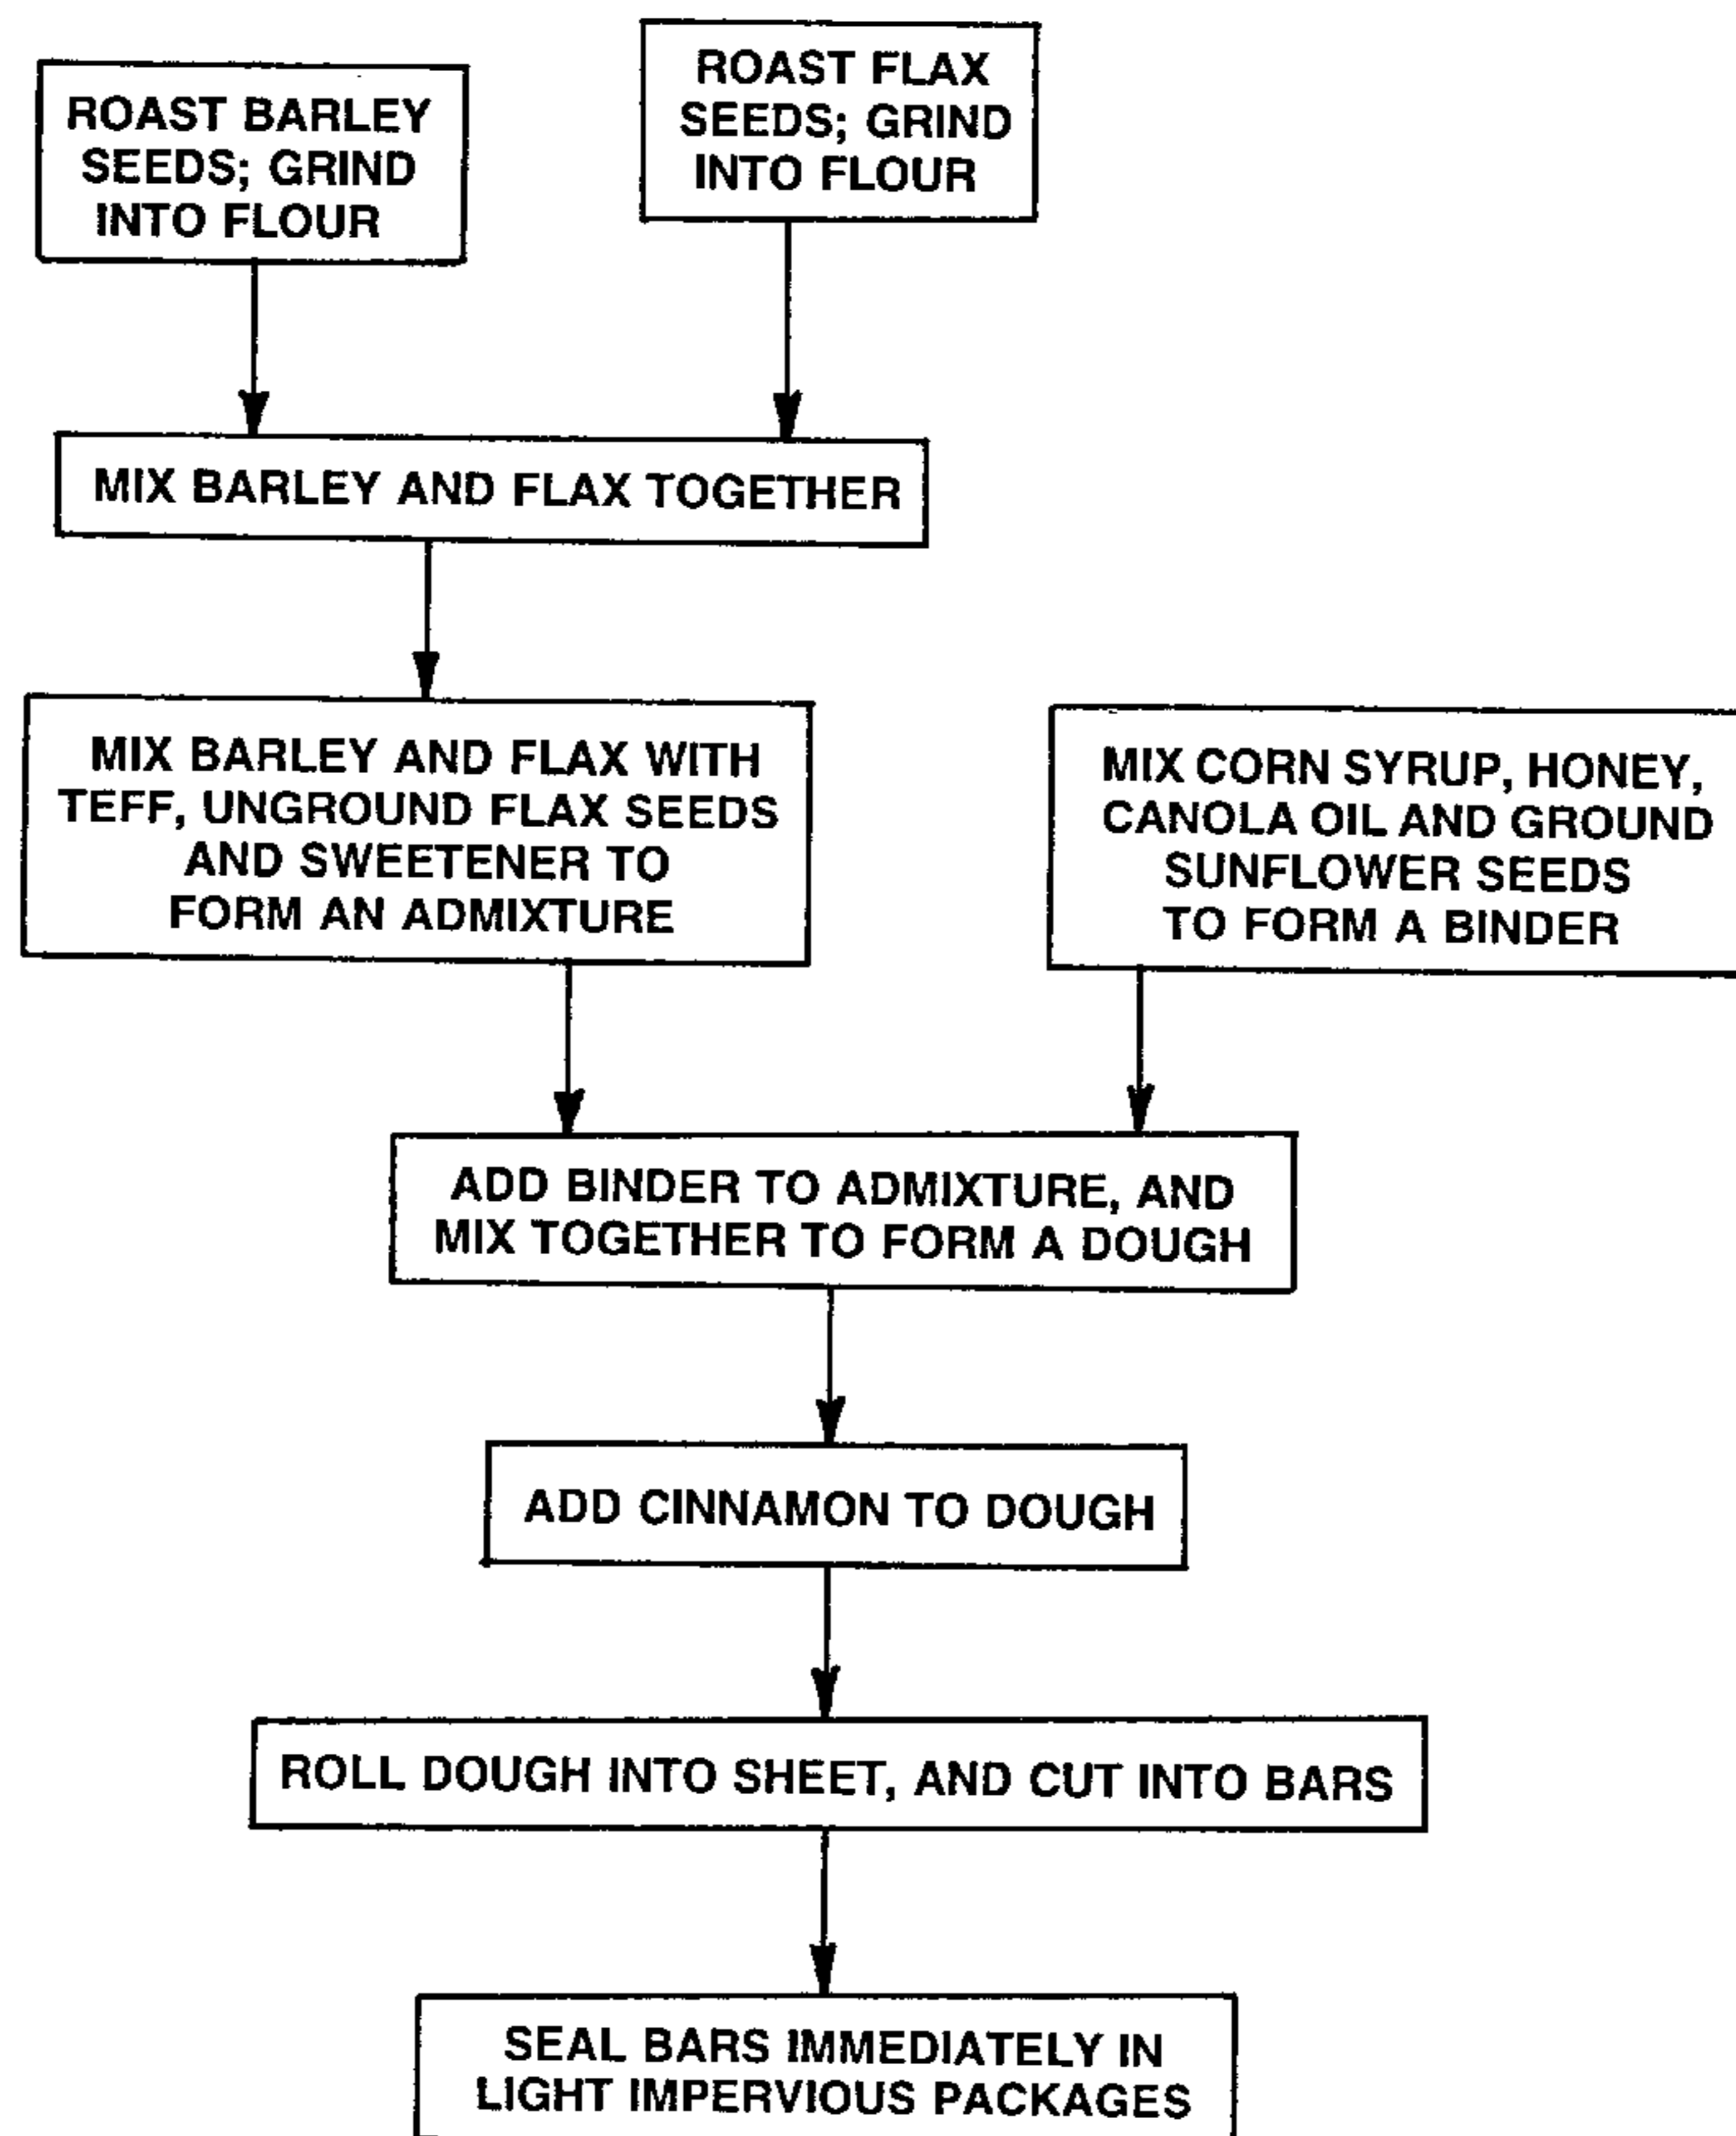 ROAST BARLEY
SEEDS; GRIND
INTO FLOUR
ROAST FLAX
SEEDS; GRIND
INTO FLOUR
MIX BARLEY AND FLAX TOGETHER
MIX BARLEY AND FLAX WITH
TEFF, UNGROUND FLAX SEEDS
AND SWEETENER TO
FORM AN ADMIXTURE
MIX CORN SYRUP, HONEY,
CANOLA OIL AND GROUND
SUNFLOWER SEEDS
TO FORM A BINDER
ADD BINDER TO ADMIXTURE, AND
MIX TOGETHER TO FORM A DOUGH
ADD CINNAMON TO DOUGH
ROLL DOUGH INTO SHEET, AND CUT INTO BARS
SEAL BARS IMMEDIATELY IN
LIGHT IMPERVIOUS PACKAGES